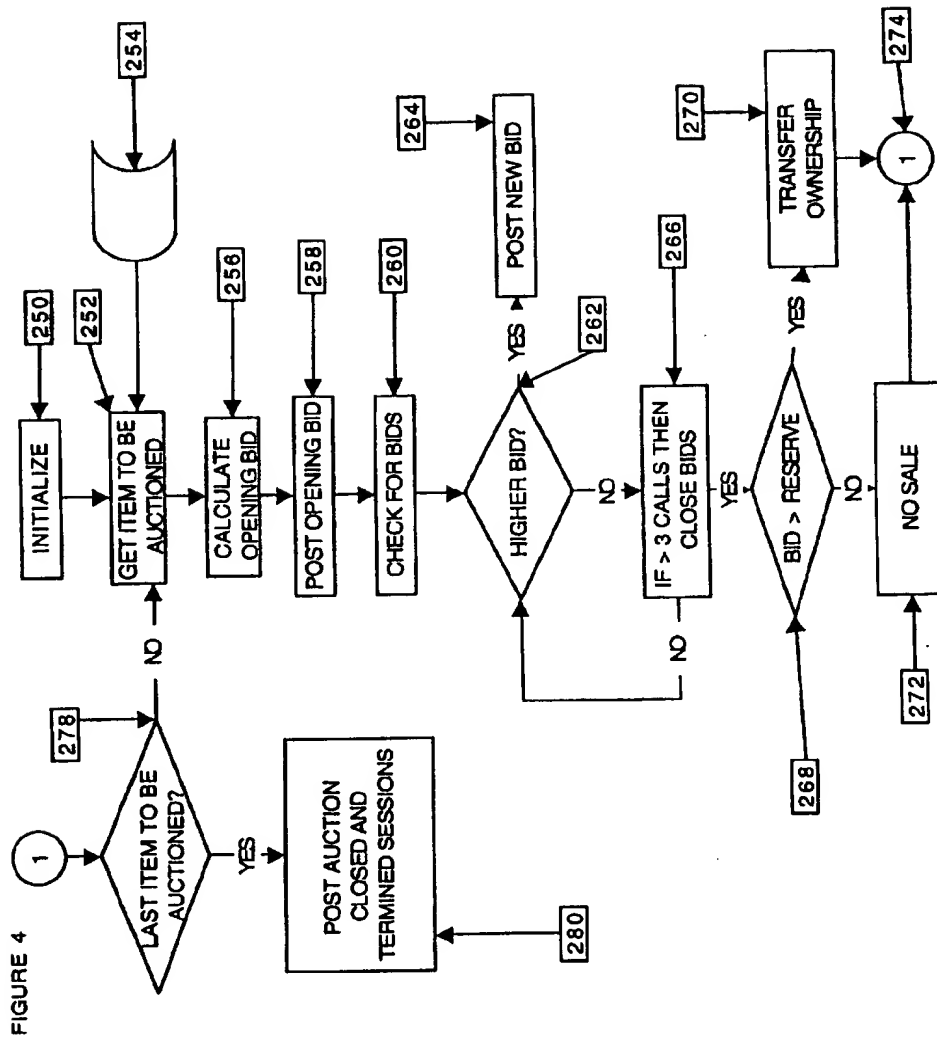 FIGURE 4
1
LAST ITEM TO BE
AUCTIONED?
278
NO
YES
POST AUCTION
CLOSED AND
TERMINED SESSIONS
280
INITIALIZE
250
252
GET ITEM TO BE
AUCTIONED
254
CALCULATE
OPENING BID
256
POST OPENING BID
258
CHECK FOR BIDS
260
HIGHER BID?
262
YES
POST NEW BID
264
NO
IF > 3 CALLS THEN
CLOSE BIDS
266
NO
YES
BID > RESERVE
268
YES
TRANSFER
OWNERSHIP
270
NO
NO SALE
272
1
274